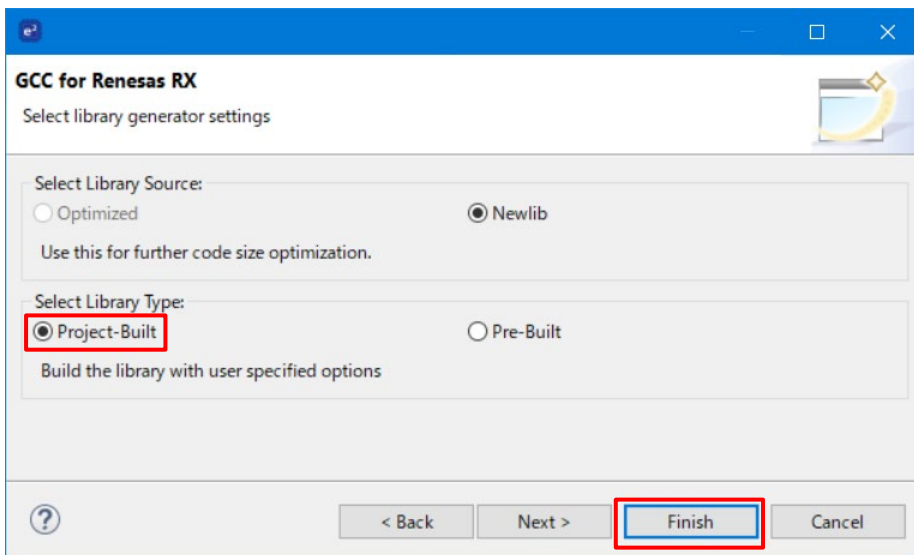 e²
GCC for Renesas RX
Select library generator settings
Select Library Source:
Optimized Newlib
Use this for further code size optimization.
Select Library Type:
Project-Built Pre-Built
Build the library with user specified options
? < Back Next > Finish Cancel